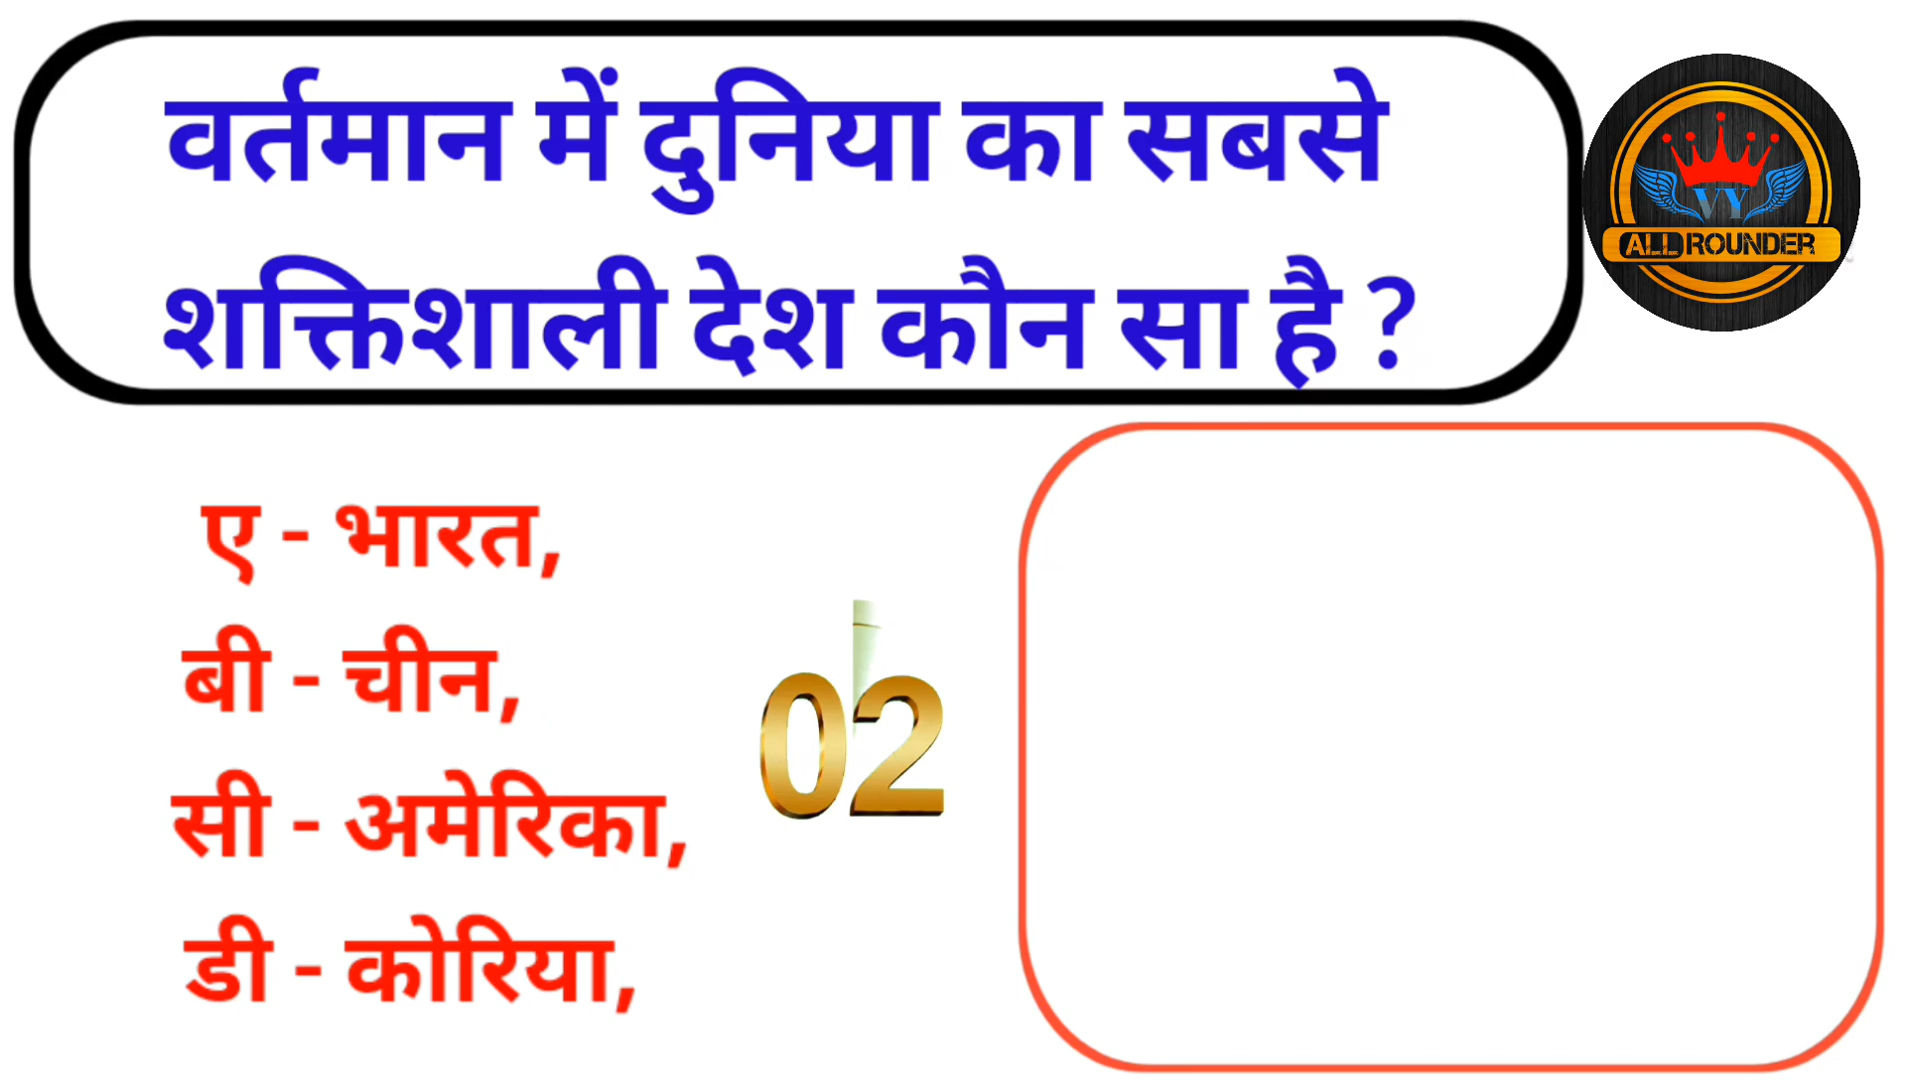 वर्तमान में दुनिया का सबसे
शक्तिशाली देश कौन सा है ?
VY
ALL ROUNDER
ए - भारत,
बी - चीन,
सी - अमेरिका,
डी - कोरिया,
02